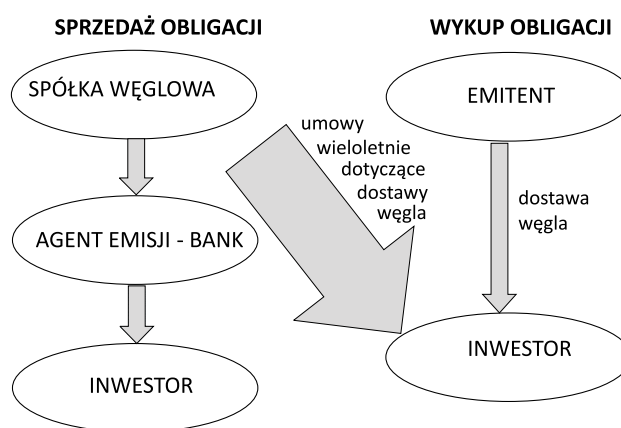 SPRZEDAŻ OBLIGACJI
WYKUP OBLIGACJI
SPÓŁKA WĘGLOWA
EMITENT
umowy
wieloletnie
dotyczące
dostawy
węgla
dostawa
węgla
AGENT EMISJI - BANK
INWESTOR
INWESTOR